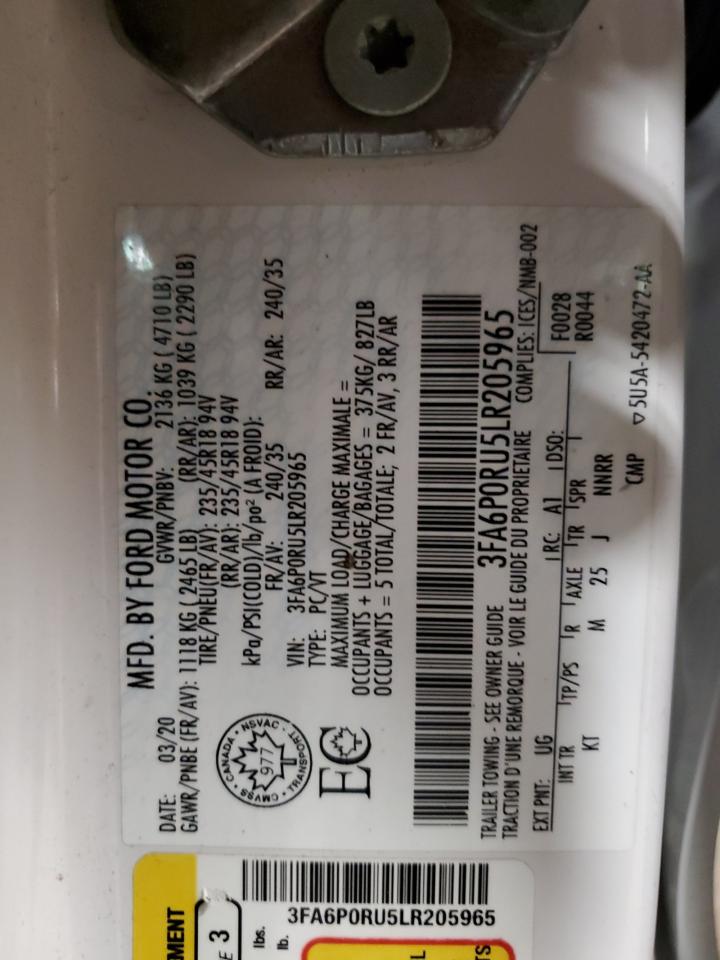 MFD. BY FORD MOTOR CO.
DATE: 03/20 GVWR/PNBV: 2136 KG ( 4710 LB)
GAWR/PNBE (FR/AV): 1118 KG ( 2465 LB) (RR/AR): 1039 KG ( 2290 LB)
TIRE/PNEU(FR/AV): 235/45R18 94V
(RR/AR): 235/45R18 94V
kPa/PSI(COLD)/lb/po² (A FROID):
FR/AV: 240/35 RR/AR: 240/35
VIN: 3FA6P0RU5LR205965
TYPE: PC/VT
MAXIMUM LOAD/CHARGE MAXIMALE =
OCCUPANTS + LUGGAGE/BAGAGES = 375KG/ 827LB
OCCUPANTS = 5 TOTAL/TOTALE; 2 FR/AV, 3 RR/AR
CANADA • NSVAC • TRANSPORT • CMVSS
977
EC
3FA6P0RU5LR205965
TRAILER TOWING - SEE OWNER GUIDE
TRACTION D'UNE REMORQUE - VOIR LE GUIDE DU PROPRIETAIRE COMPLIES: ICES/NMB-002
EXT PNT: UG RC: A1 DSO: F0028
R0044
INT TR TP/PS R AXLE TR SPR
KT M 25 J NNRR
CMP
▽ 5U5A-5420472-AA
MENT
E 3
lbs.
lb.
3FA6P0RU5LR205965
L
TS